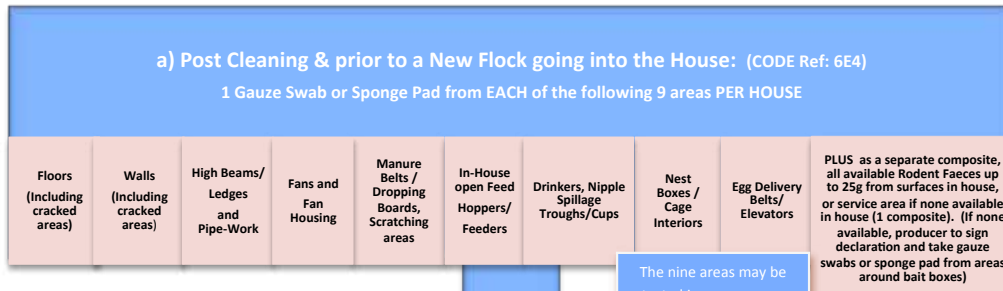 a) Post Cleaning & prior to a New Flock going into the House: (CODE Ref: 6E4)
1 Gauze Swab or Sponge Pad from EACH of the following 9 areas PER HOUSE
Floors
(Including
cracked
areas)
Walls
(Including
cracked
areas)
High Beams/
Ledges
and
Pipe-Work
Fans and
Fan
Housing
Manure
Belts /
Dropping
Boards,
Scratching
areas
In-House
open Feed
Hoppers/
Feeders
Drinkers, Nipple
Spillage
Troughs/Cups
Nest
Boxes /
Cage
Interiors
Egg Delivery
Belts/
Elevators
PLUS as a separate composite,
all available Rodent Faeces up
to 25g from surfaces in house,
or service area if none available
in house (1 composite). (If none
available, producer to sign
declaration and take gauze
swabs or sponge pad from areas
around bait boxes)
The nine areas may be